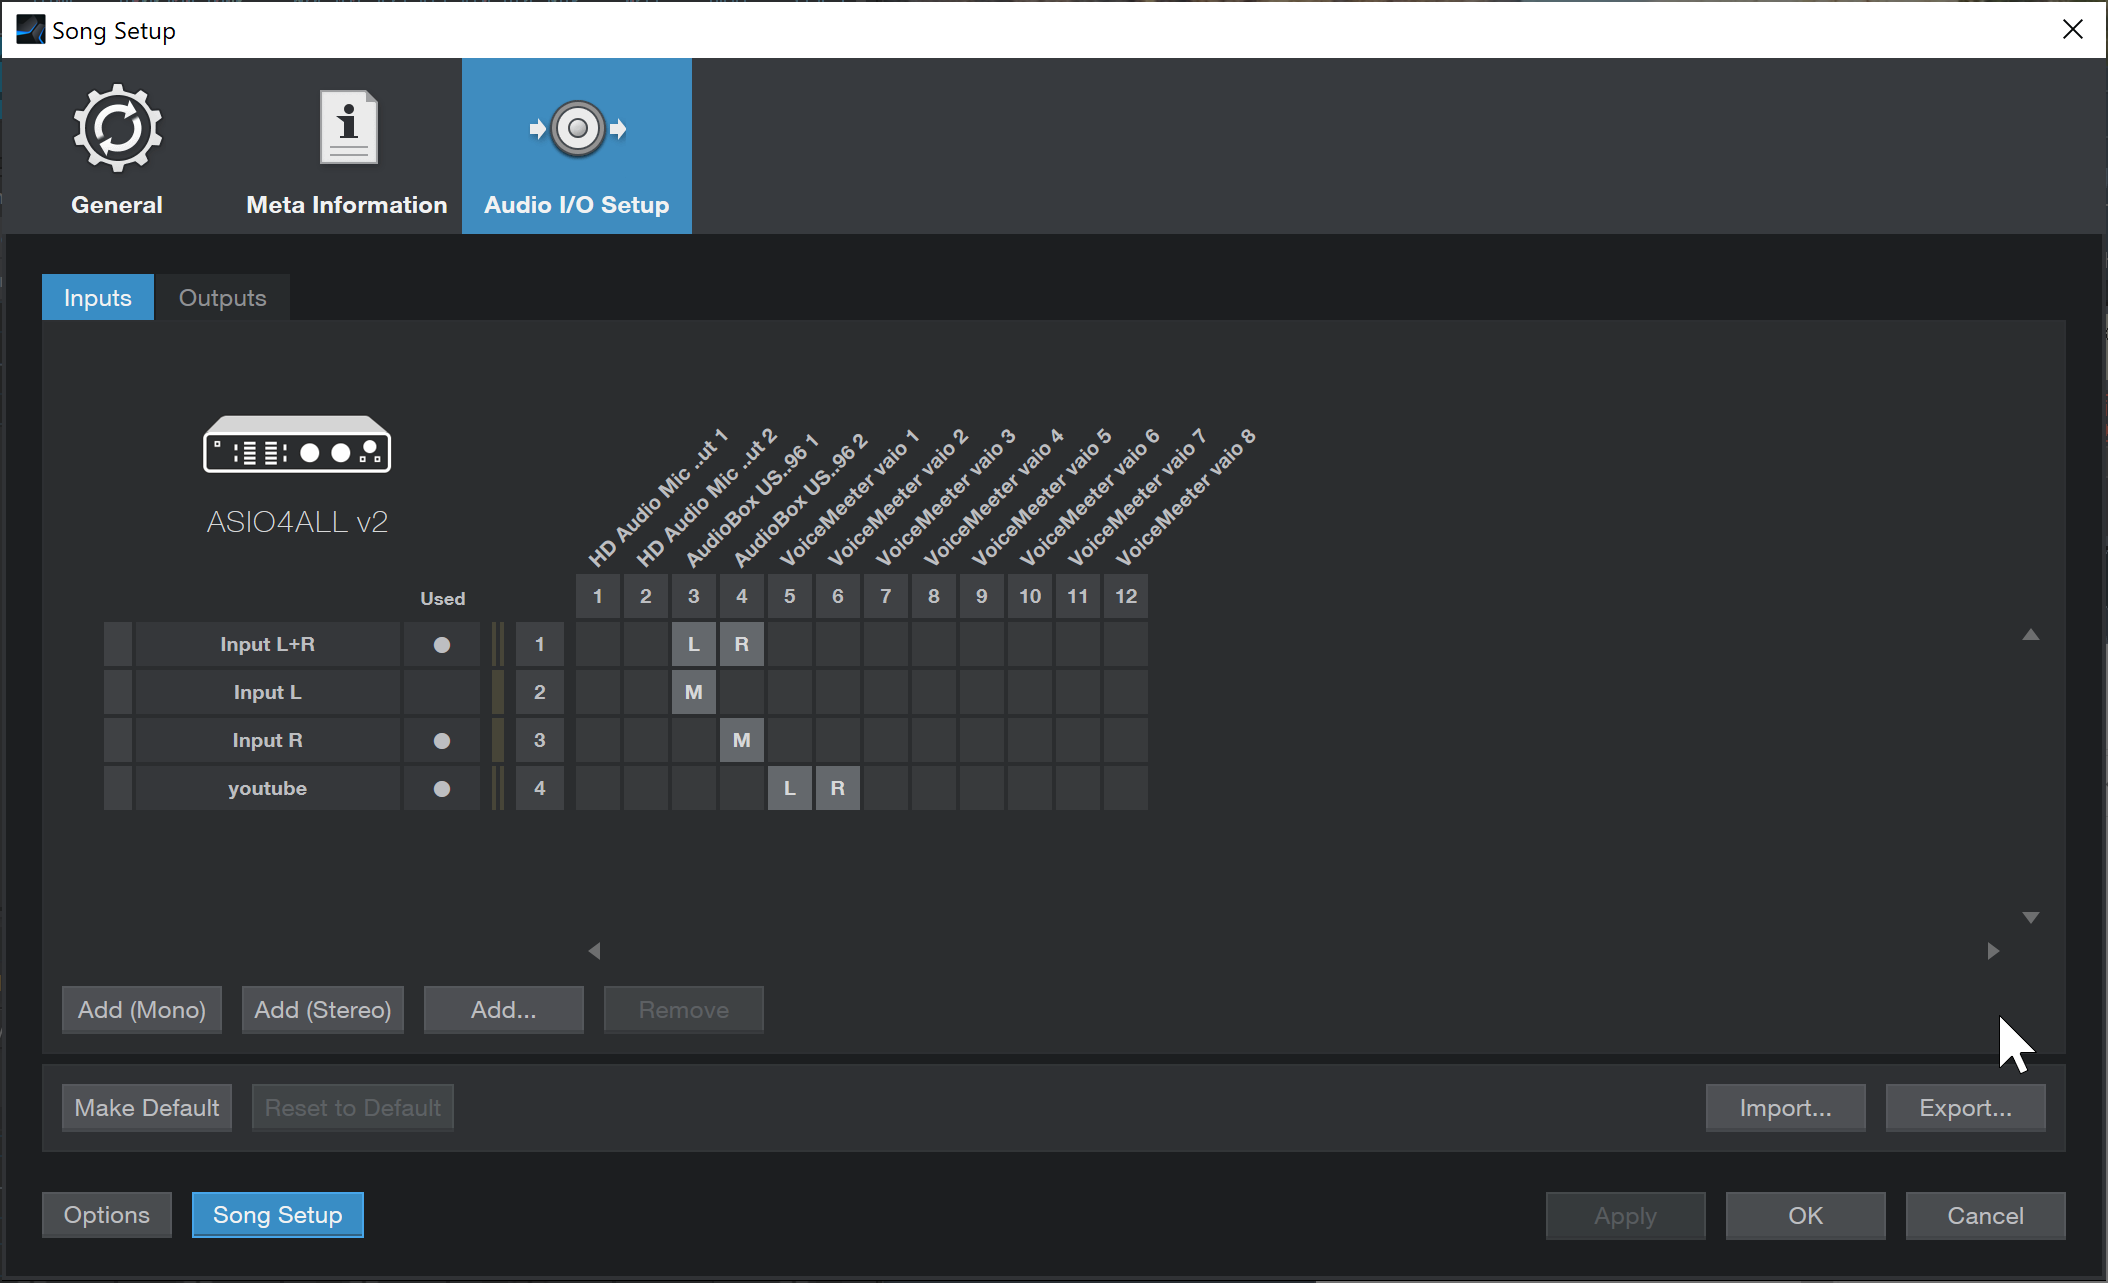 Song Setup
General
Meta Information
Audio I/O Setup
Inputs
Outputs
ASIO4ALL v2
HD Audio Mic ..ut 1
HD Audio Mic ..ut 2
AudioBox US..96 1
AudioBox US..96 2
VoiceMeeter vaio 1
VoiceMeeter vaio 2
VoiceMeeter vaio 3
VoiceMeeter vaio 4
VoiceMeeter vaio 5
VoiceMeeter vaio 6
VoiceMeeter vaio 7
VoiceMeeter vaio 8
Used 1 2 3 4 5 6 7 8 9 10 11 12
Input L+R 1 L R
Input L 2 M
Input R 3 M
youtube 4 L R
Add (Mono) Add (Stereo) Add... Remove
Make Default Reset to Default Import... Export...
Options Song Setup Apply OK Cancel